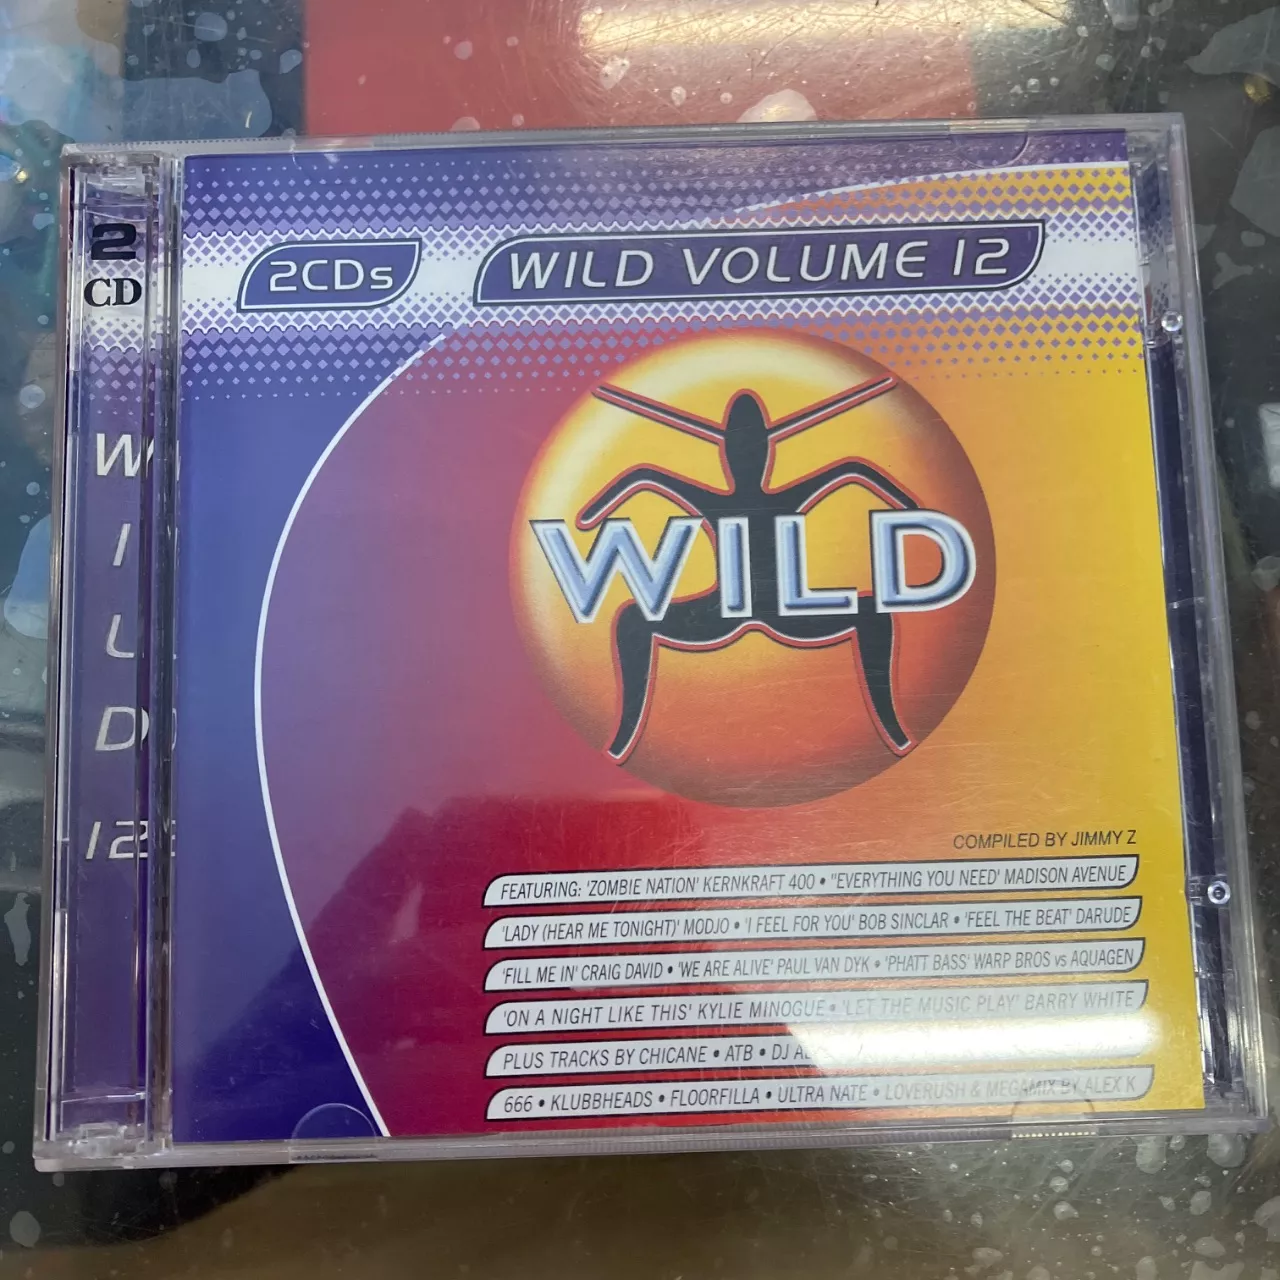 2
CD
W
I
L
D
12
2CDs
WILD VOLUME 12
WILD
COMPILED BY JIMMY Z
FEATURING: 'ZOMBIE NATION' KERNKRAFT 400 • "EVERYTHING YOU NEED' MADISON AVENUE
'LADY (HEAR ME TONIGHT)' MODJO • 'I FEEL FOR YOU' BOB SINCLAR • 'FEEL THE BEAT' DARUDE
'FILL ME IN' CRAIG DAVID • 'WE ARE ALIVE' PAUL VAN DYK • 'PHATT BASS' WARP BROS vs AQUAGEN
'ON A NIGHT LIKE THIS' KYLIE MINOGUE • 'LET THE MUSIC PLAY' BARRY WHITE
PLUS TRACKS BY CHICANE • ATB • DJ
666 • KLUBBHEADS • FLOORFILLA • ULTRA NATE • LOVERUSH & MEGAMIX BY ALEX K